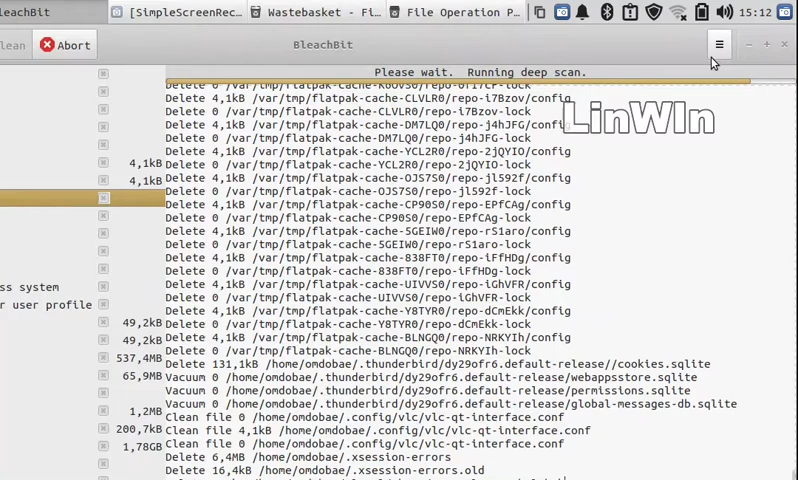 leachBit
[SimpleScreenRec...
Wastebasket - Fi...
File Operation P...
15:12
lean
Abort
BleachBit
Please wait. Running deep scan.
Delete 4,1kB /var/tmp/flatpak-cache-CLVLR0/repo-i7Bzov/config
Delete 0 /var/tmp/flatpak-cache-CLVLR0/repo-i7Bzov-lock
Delete 4,1kB /var/tmp/flatpak-cache-DM7LQ0/repo-j4hJFG/config
Delete 0 /var/tmp/flatpak-cache-DM7LQ0/repo-j4hJFG-lock
Delete 4,1kB /var/tmp/flatpak-cache-YCL2R0/repo-2jQYIO/config
Delete 0 /var/tmp/flatpak-cache-YCL2R0/repo-2jQYIO-lock
Delete 4,1kB /var/tmp/flatpak-cache-OJS7S0/repo-jl592f/config
Delete 0 /var/tmp/flatpak-cache-OJS7S0/repo-jl592f-lock
Delete 4,1kB /var/tmp/flatpak-cache-CP90S0/repo-EPfCAg/config
Delete 0 /var/tmp/flatpak-cache-CP90S0/repo-EPfCAg-lock
Delete 4,1kB /var/tmp/flatpak-cache-5GEIW0/repo-rS1aro/config
Delete 0 /var/tmp/flatpak-cache-5GEIW0/repo-rS1aro-lock
Delete 4,1kB /var/tmp/flatpak-cache-838FT0/repo-iFfHDg/config
Delete 0 /var/tmp/flatpak-cache-838FT0/repo-iFfHDg-lock
Delete 4,1kB /var/tmp/flatpak-cache-UIVVS0/repo-iGhVFR/config
Delete 0 /var/tmp/flatpak-cache-UIVVS0/repo-iGhVFR-lock
Delete 4,1kB /var/tmp/flatpak-cache-Y8TYR0/repo-dCmEkk/config
Delete 0 /var/tmp/flatpak-cache-Y8TYR0/repo-dCmEkk-lock
Delete 4,1kB /var/tmp/flatpak-cache-BLNGQ0/repo-NRKYIh/config
Delete 0 /var/tmp/flatpak-cache-BLNGQ0/repo-NRKYIh-lock
Delete 131,1kB /home/omdobae/.thunderbird/dy29ofr6.default-release//cookies.sqlite
Vacuum 0 /home/omdobae/.thunderbird/dy29ofr6.default-release/webappsstore.sqlite
Vacuum 0 /home/omdobae/.thunderbird/dy29ofr6.default-release/permissions.sqlite
Vacuum 0 /home/omdobae/.thunderbird/dy29ofr6.default-release/global-messages-db.sqlite
Clean file 0 /home/omdobae/.config/vlc/vlc-qt-interface.conf
Clean file 4,1kB /home/omdobae/.config/vlc/vlc-qt-interface.conf
Clean file 0 /home/omdobae/.config/vlc/vlc-qt-interface.conf
Delete 6,4MB /home/omdobae/.xsession-errors
Delete 16,4kB /home/omdobae/.xsession-errors.old
LinWIn
4,1kB
4,1kB
ss system
r user profile
49,2kB
49,2kB
537,4MB
65,9MB
1,2MB
200,7kB
1,78GB